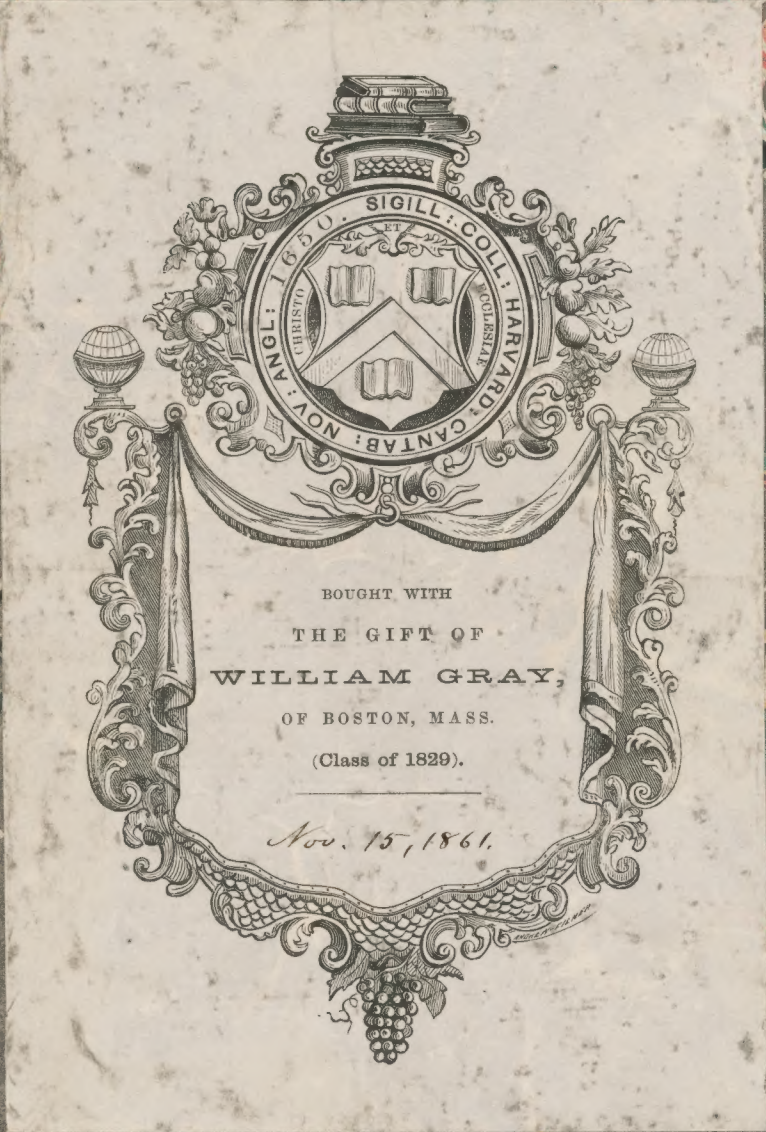 SIGILL: COLL: HARVARD: CANTAB: NOV: ANGL: 1650.
CHRISTO
ET
ECCLESIAE
BOUGHT WITH
THE GIFT OF
WILLIAM GRAY,
OF BOSTON, MASS.
(Class of 1829).
Nov. 15, 1861.